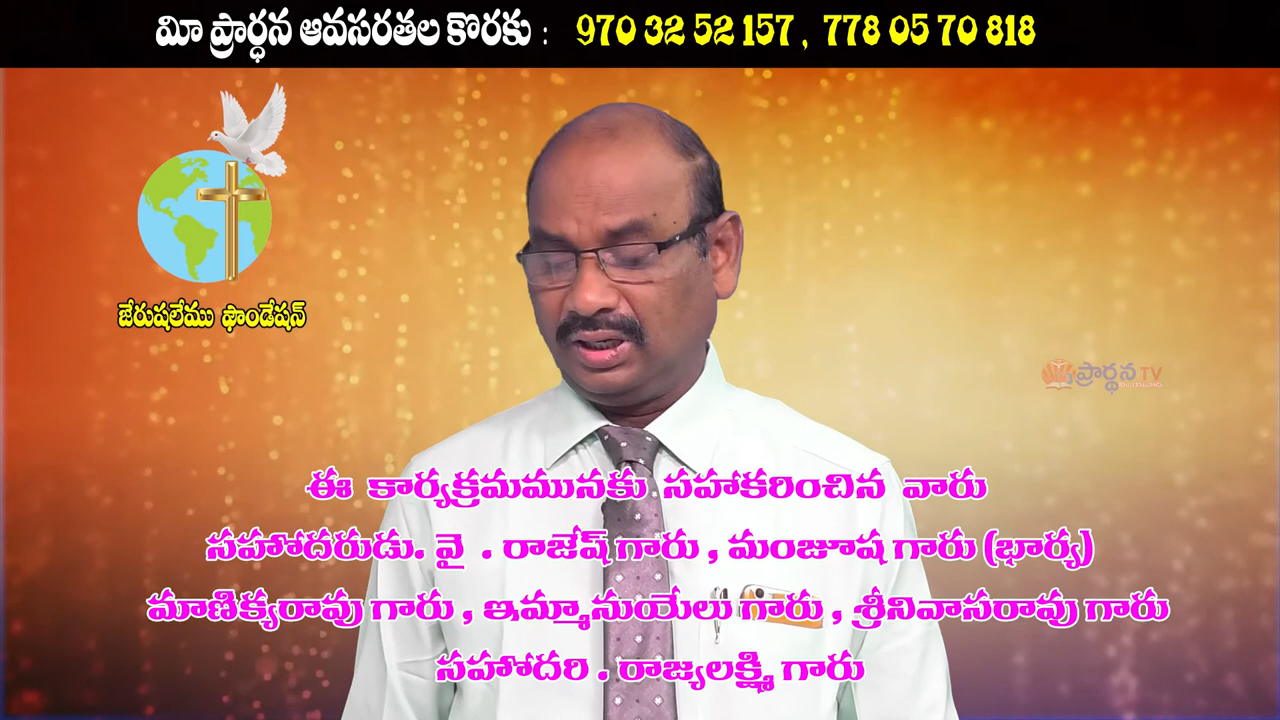 మీ ప్రార్ధన ఆవసరతల కొరకు : 970 32 52 157 , 778 05 70 818
జేరుషలేము ఫౌండేషన్
ప్రార్థన TV
ఈ కార్యక్రమమునకు సహాకరించిన వారు
సహోదరుడు. వై . రాజేష్ గారు , మంజూష గారు (భార్య)
మాణిక్యరావు గారు , ఇమ్మానుయేలు గారు , శ్రీనివాసరావు గారు
సహోదరి . రాజ్యలక్ష్మి గారు